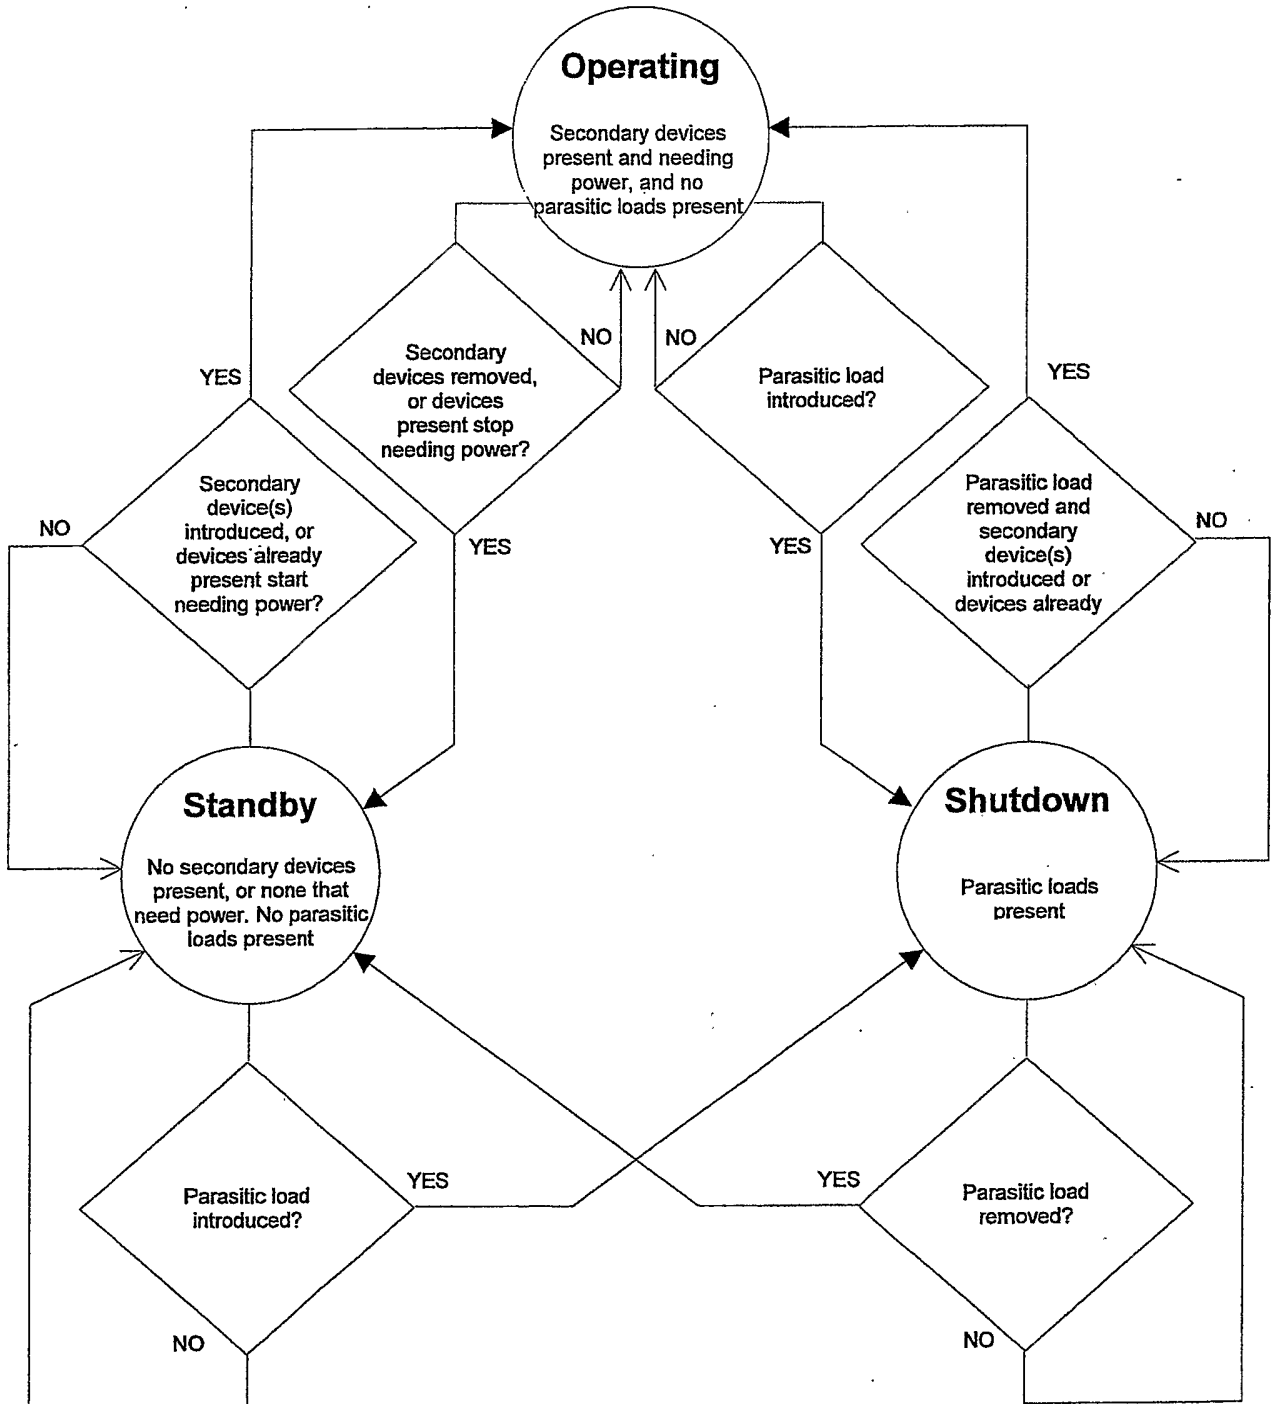 Operating
Secondary devices
present and needing
power, and no
parasitic loads present
NO
NO
Secondary
devices removed,
or devices
present stop
needing power?
Parasitic load
introduced?
YES
YES
Secondary
device(s)
introduced, or
devices already
present start
needing power?
NO
YES
YES
Parasitic load
removed and
secondary
device(s)
introduced or
devices already
NO
Standby
No secondary devices
present, or none that
need power. No parasitic
loads present
Shutdown
Parasitic loads
present
YES
Parasitic load
introduced?
NO
YES
Parasitic load
removed?
NO